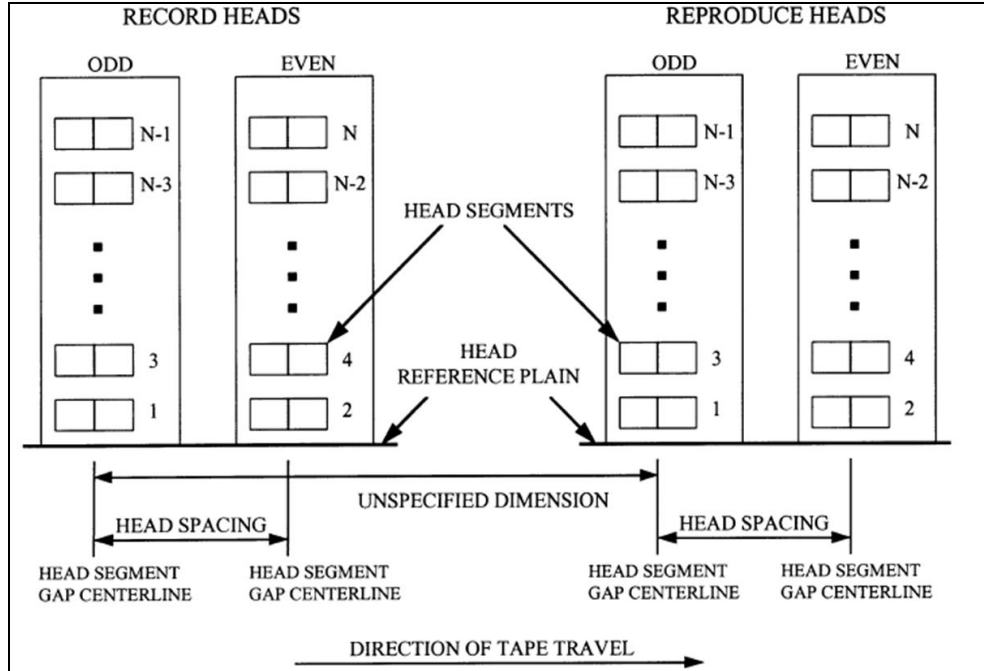 RECORD HEADS
REPRODUCE HEADS
ODD
EVEN
ODD
EVEN
N-1
N
N-1
N
N-3
N-2
N-3
N-2
HEAD SEGMENTS
3
4
HEAD
REFERENCE PLAIN
3
4
1
2
1
2
UNSPECIFIED DIMENSION
HEAD SPACING
HEAD SPACING
HEAD SEGMENT
GAP CENTERLINE
HEAD SEGMENT
GAP CENTERLINE
HEAD SEGMENT
GAP CENTERLINE
HEAD SEGMENT
GAP CENTERLINE
DIRECTION OF TAPE TRAVEL